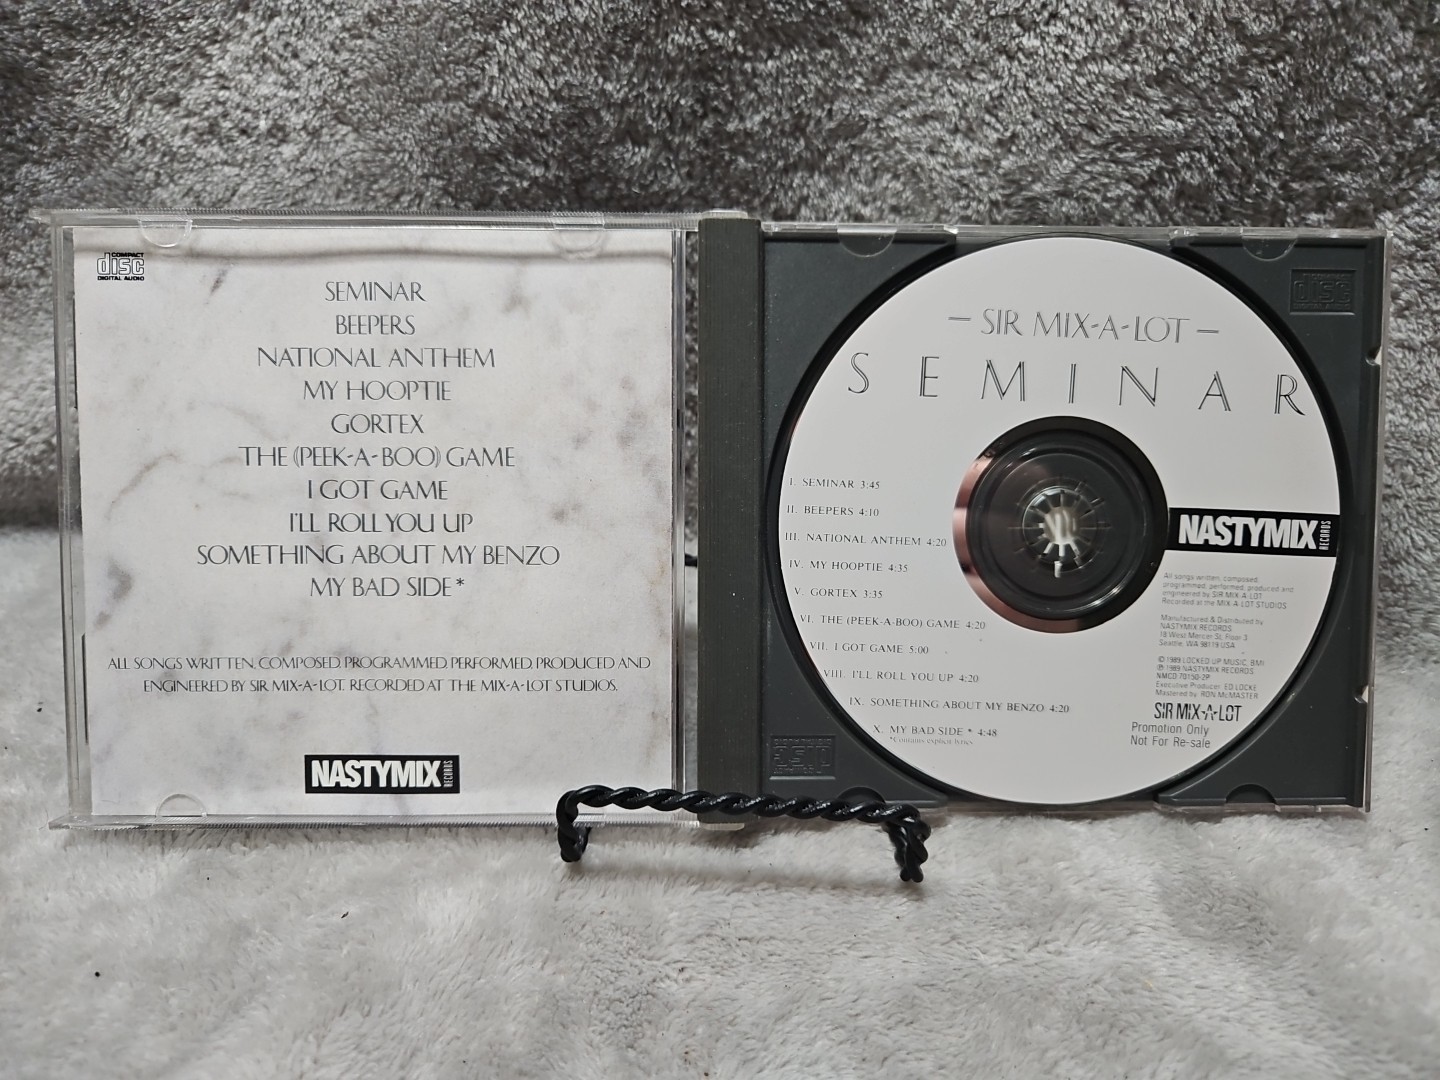 COMPACT
disc
DIGITAL AUDIO
SEMINAR
BEEPERS
NATIONAL ANTHEM
MY HOOPTIE
GORTEX
THE (PEEK-A-BOO) GAME
I GOT GAME
I'LL ROLL YOU UP
SOMETHING ABOUT MY BENZO
MY BAD SIDE*
ALL SONGS WRITTEN, COMPOSED PROGRAMMED, PERFORMED, PRODUCED AND
ENGINEERED BY SIR MIX-A-LOT. RECORDED AT THE MIX-A-LOT STUDIOS.
NASTYMIX RECORDS
— SIR MIX-A-LOT —
SEMINAR
I. SEMINAR 3:45
II. BEEPERS 4:10
III. NATIONAL ANTHEM 4:20
IV. MY HOOPTIE 4:35
V. GORTEX 3:35
VI. THE (PEEK-A-BOO) GAME 4:20
VII. I GOT GAME 5:00
VIII. I'LL ROLL YOU UP 4:20
IX. SOMETHING ABOUT MY BENZO 4:20
X. MY BAD SIDE * 4:48
*Contains explicit lyrics
NASTYMIX RECORDS
All songs written, composed,
programmed, performed, produced and
engineered by SIR MIX-A-LOT
Recorded at the MIX-A-LOT STUDIOS
Manufactured & Distributed by
NASTYMIX RECORDS
18 West Mercer St, Floor 3
Seattle, WA 98119 USA
© 1989 LOCKED UP MUSIC, BMI
℗ 1989 NASTYMIX RECORDS
NMCD 70150-2P
Executive Producer: ED LOCKE
Mastered by: RON McMASTER
SIR MIX-A-LOT
Promotion Only
Not For Re-sale
disc